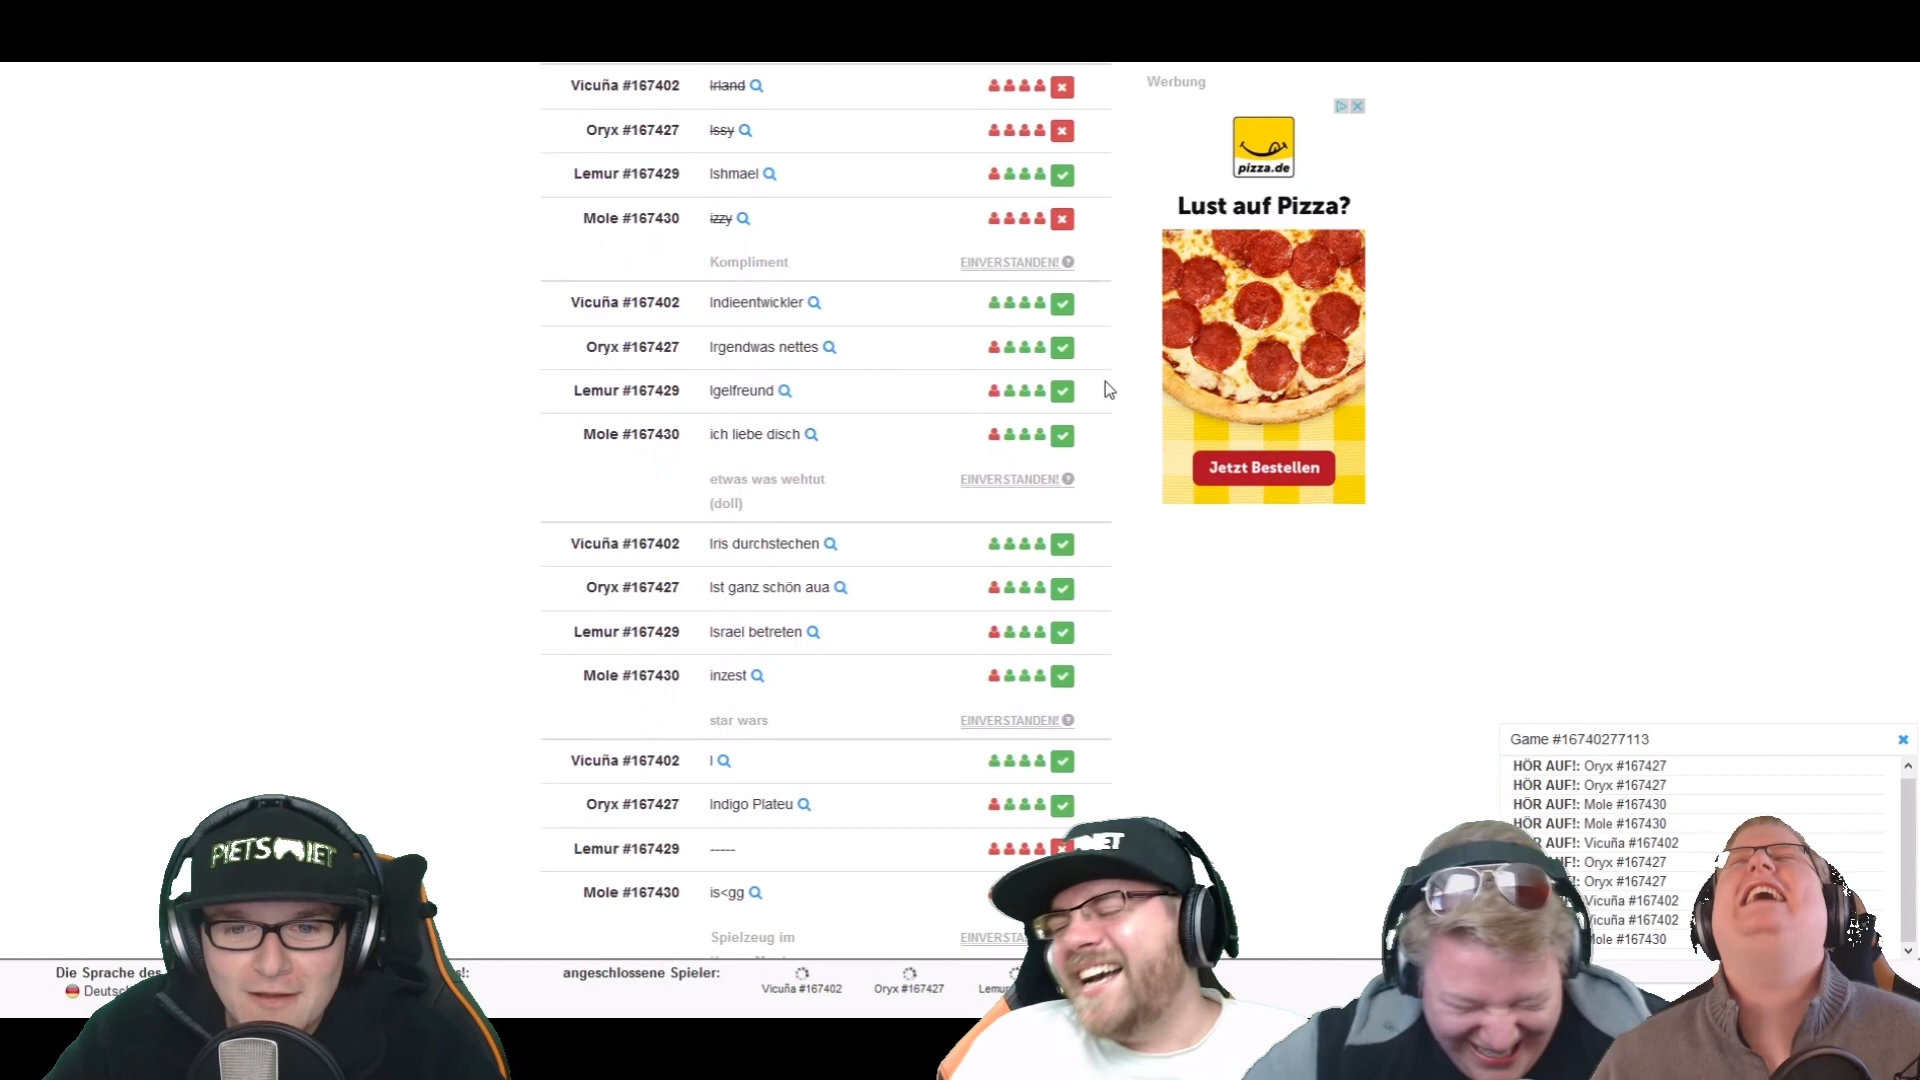 Vicuña #167402 Irland
Werbung
Oryx #167427 Issy
Lemur #167429 Ishmael
pizza.de
Mole #167430 izzy
Lust auf Pizza?
Kompliment EINVERSTANDEN!
Vicuña #167402 Indieentwickler
Oryx #167427 Irgendwas nettes
Lemur #167429 Igelfreund
Mole #167430 ich liebe disch
Jetzt Bestellen
etwas was wehtut EINVERSTANDEN!
(doll)
Vicuña #167402 Iris durchstechen
Oryx #167427 Ist ganz schön aua
Lemur #167429 Israel betreten
Mole #167430 inzest
star wars EINVERSTANDEN!
Vicuña #167402 I
Oryx #167427 Indigo Plateu
Lemur #167429 -----
Mole #167430 is<gg
Spielzeug im EINVERSTA
Game #16740277113
HÖR AUF!: Oryx #167427
HÖR AUF!: Oryx #167427
HÖR AUF!: Mole #167430
HÖR AUF!: Mole #167430
R AUF!: Vicuña #167402
F!: Oryx #167427
!: Oryx #167427
Vicuña #167402
Vicuña #167402
Mole #167430
Die Sprache des s!: angeschlossene Spieler:
Deutsch Vicuña #167402 Oryx #167427 Lemur
PIETSMIET
IET